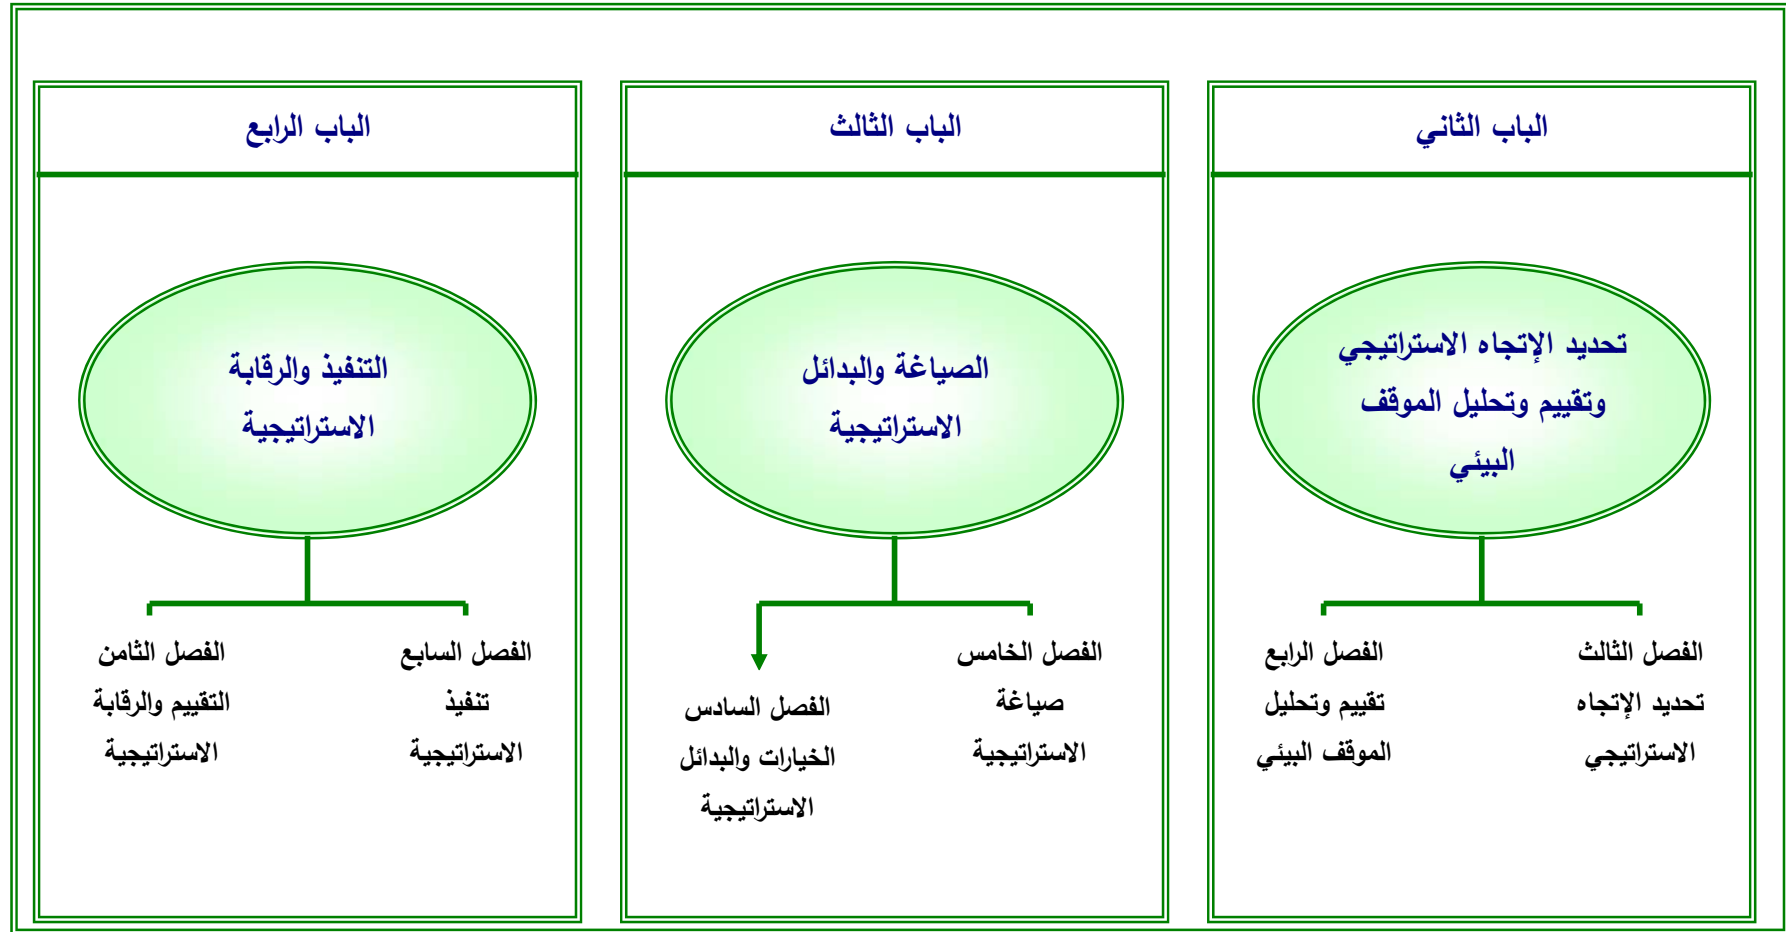 الباب الثاني
تحديد الإتجاه الاستراتيجي
وتقييم وتحليل الموقف
البيئي
الفصل الثالث
تحديد الإتجاه
الاستراتيجي
الفصل الرابع
تقييم وتحليل
الموقف البيئي
الباب الثالث
الصياغة والبدائل
الاستراتيجية
الفصل الخامس
صياغة
الاستراتيجية
الفصل السادس
الخيارات والبدائل
الاستراتيجية
الباب الرابع
التنفيذ والرقابة
الاستراتيجية
الفصل السابع
تنفيذ
الاستراتيجية
الفصل الثامن
التقييم والرقابة
الاستراتيجية